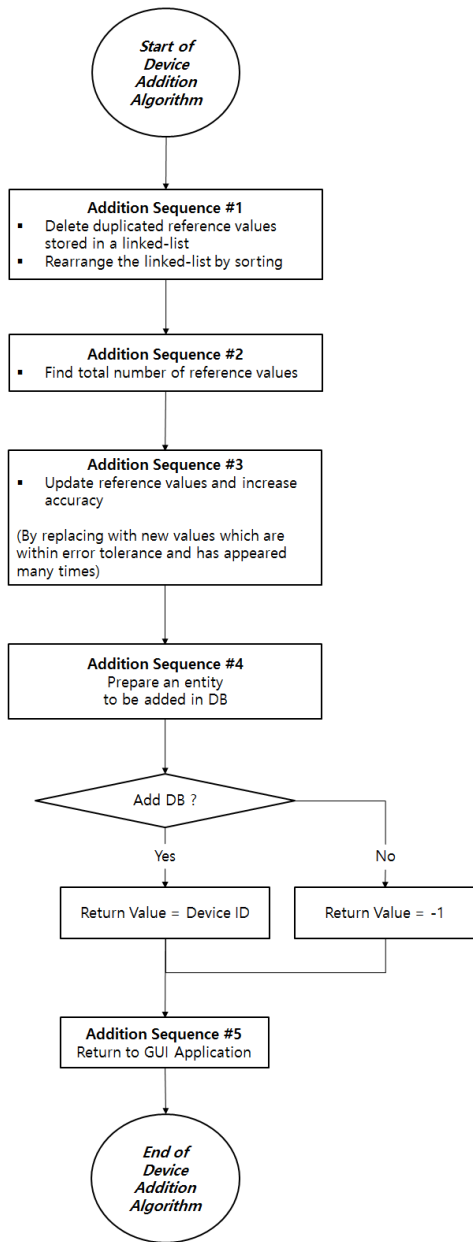 Start of
Device
Addition
Algorithm
Addition Sequence #1
▪ Delete duplicated reference values
stored in a linked-list
▪ Rearrange the linked-list by sorting
Addition Sequence #2
▪ Find total number of reference values
Addition Sequence #3
▪ Update reference values and increase
accuracy
(By replacing with new values which are
within error tolerance and has appeared
many times)
Addition Sequence #4
Prepare an entity
to be added in DB
Add DB ?
Yes
No
Return Value = Device ID
Return Value = -1
Addition Sequence #5
Return to GUI Application
End of
Device
Addition
Algorithm